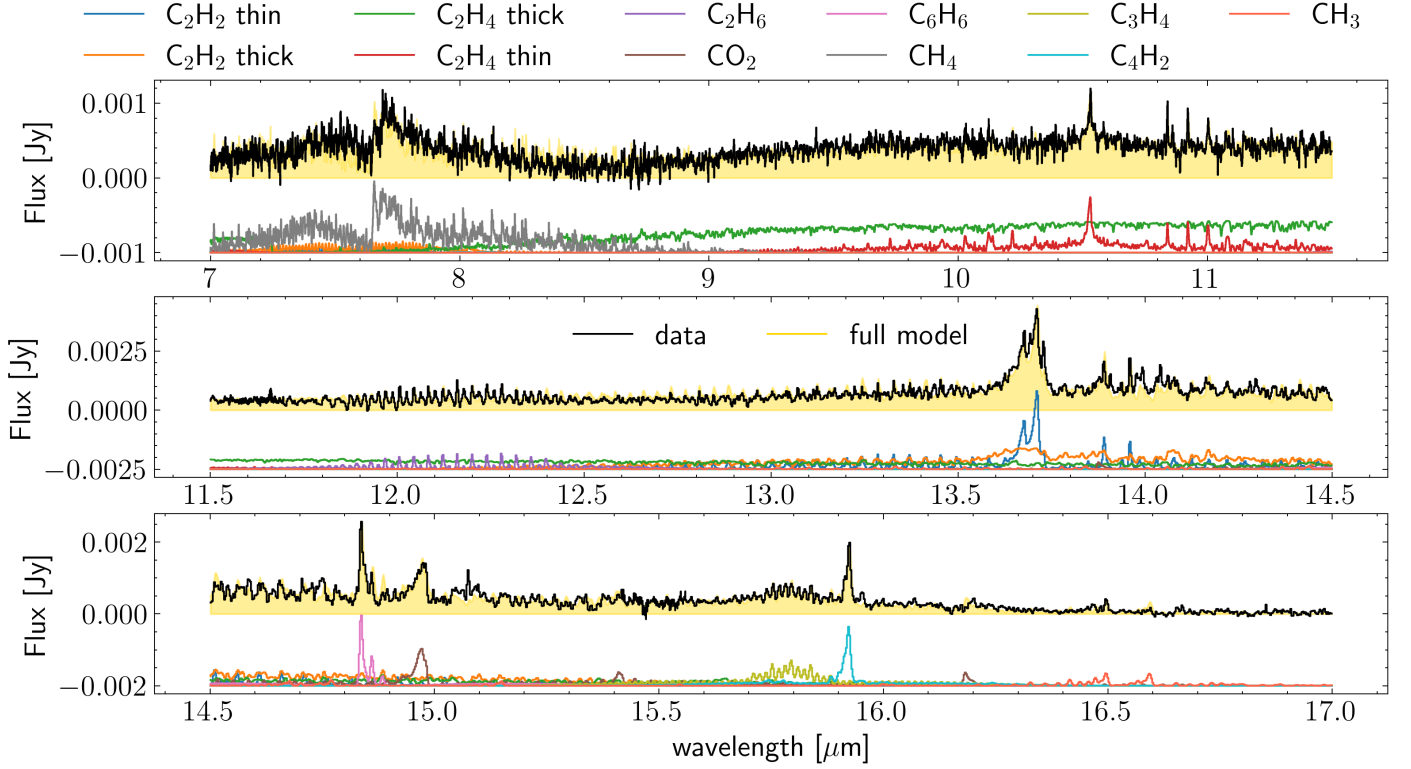 C₂H₂ thin C₂H₄ thick C₂H₆ C₆H₆ C₃H₄ CH₃
C₂H₂ thick C₂H₄ thin CO₂ CH₄ C₄H₂
Flux [Jy]
0.001
0.000
−0.001
7 8 9 10 11
data full model
Flux [Jy]
0.0025
0.0000
−0.0025
11.5 12.0 12.5 13.0 13.5 14.0 14.5
Flux [Jy]
0.002
0.000
−0.002
14.5 15.0 15.5 16.0 16.5 17.0
wavelength [μm]